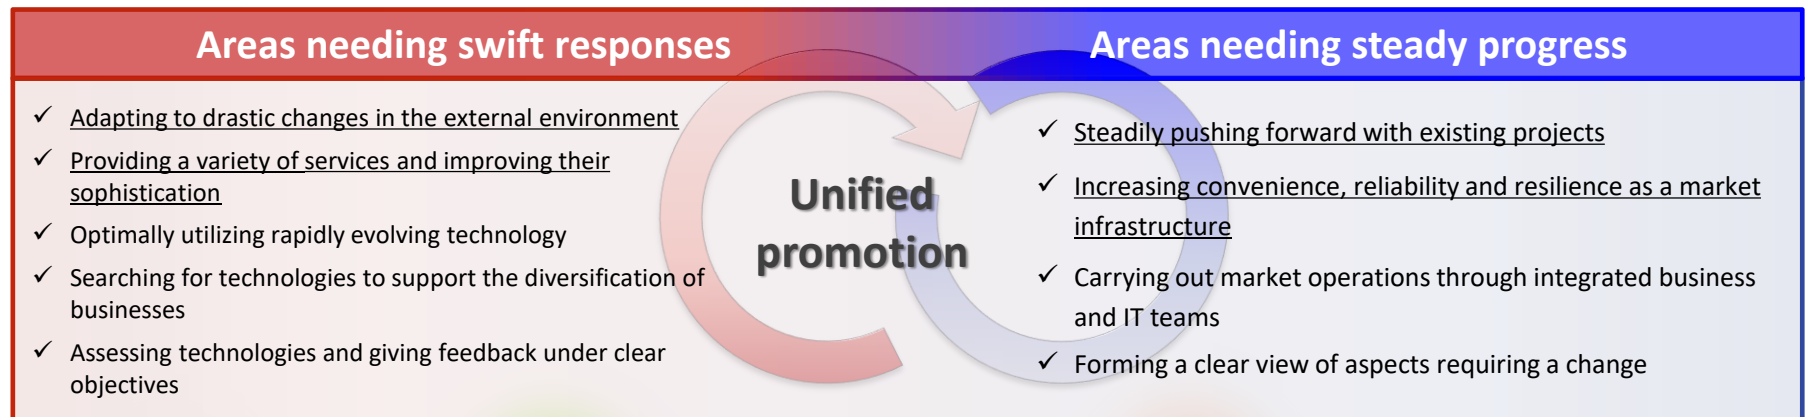 Areas needing swift responses
✓ Adapting to drastic changes in the external environment
✓ Providing a variety of services and improving their
sophistication
✓ Optimally utilizing rapidly evolving technology
✓ Searching for technologies to support the diversification of
businesses
✓ Assessing technologies and giving feedback under clear
objectives
Unified
promotion
Areas needing steady progress
✓ Steadily pushing forward with existing projects
✓ Increasing convenience, reliability and resilience as a market
infrastructure
✓ Carrying out market operations through integrated business
and IT teams
✓ Forming a clear view of aspects requiring a change